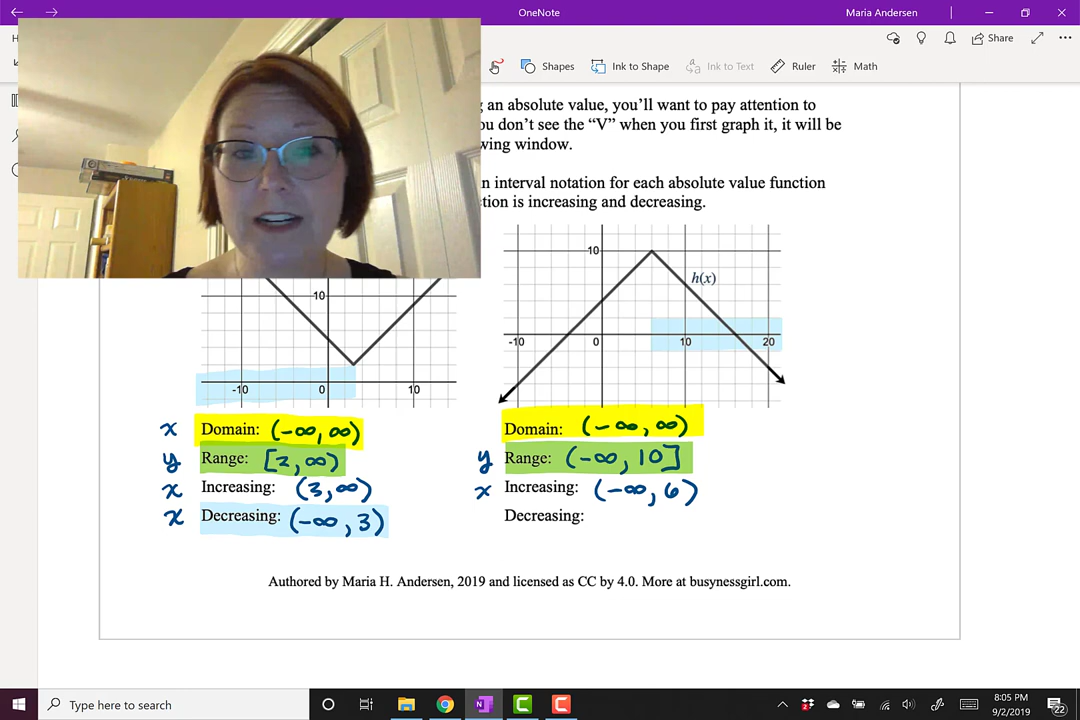 OneNote
Maria Andersen
Share
Shapes
Ink to Shape
Ink to Text
Ruler
Math
an absolute value, you'll want to pay attention to
you don't see the “V” when you first graph it, it will be
wing window.
n interval notation for each absolute value function
tion is increasing and decreasing.
10
h(x)
-10 0 10 20
10
-10 0 10
x Domain: (-∞, ∞)
y Range: [2, ∞)
x Increasing: (3, ∞)
x Decreasing: (-∞, 3)
Domain: (-∞, ∞)
y Range: (-∞, 10]
x Increasing: (-∞, 6)
Decreasing:
Authored by Maria H. Andersen, 2019 and licensed as CC by 4.0. More at busynessgirl.com.
Type here to search
8:05 PM
9/2/2019
22